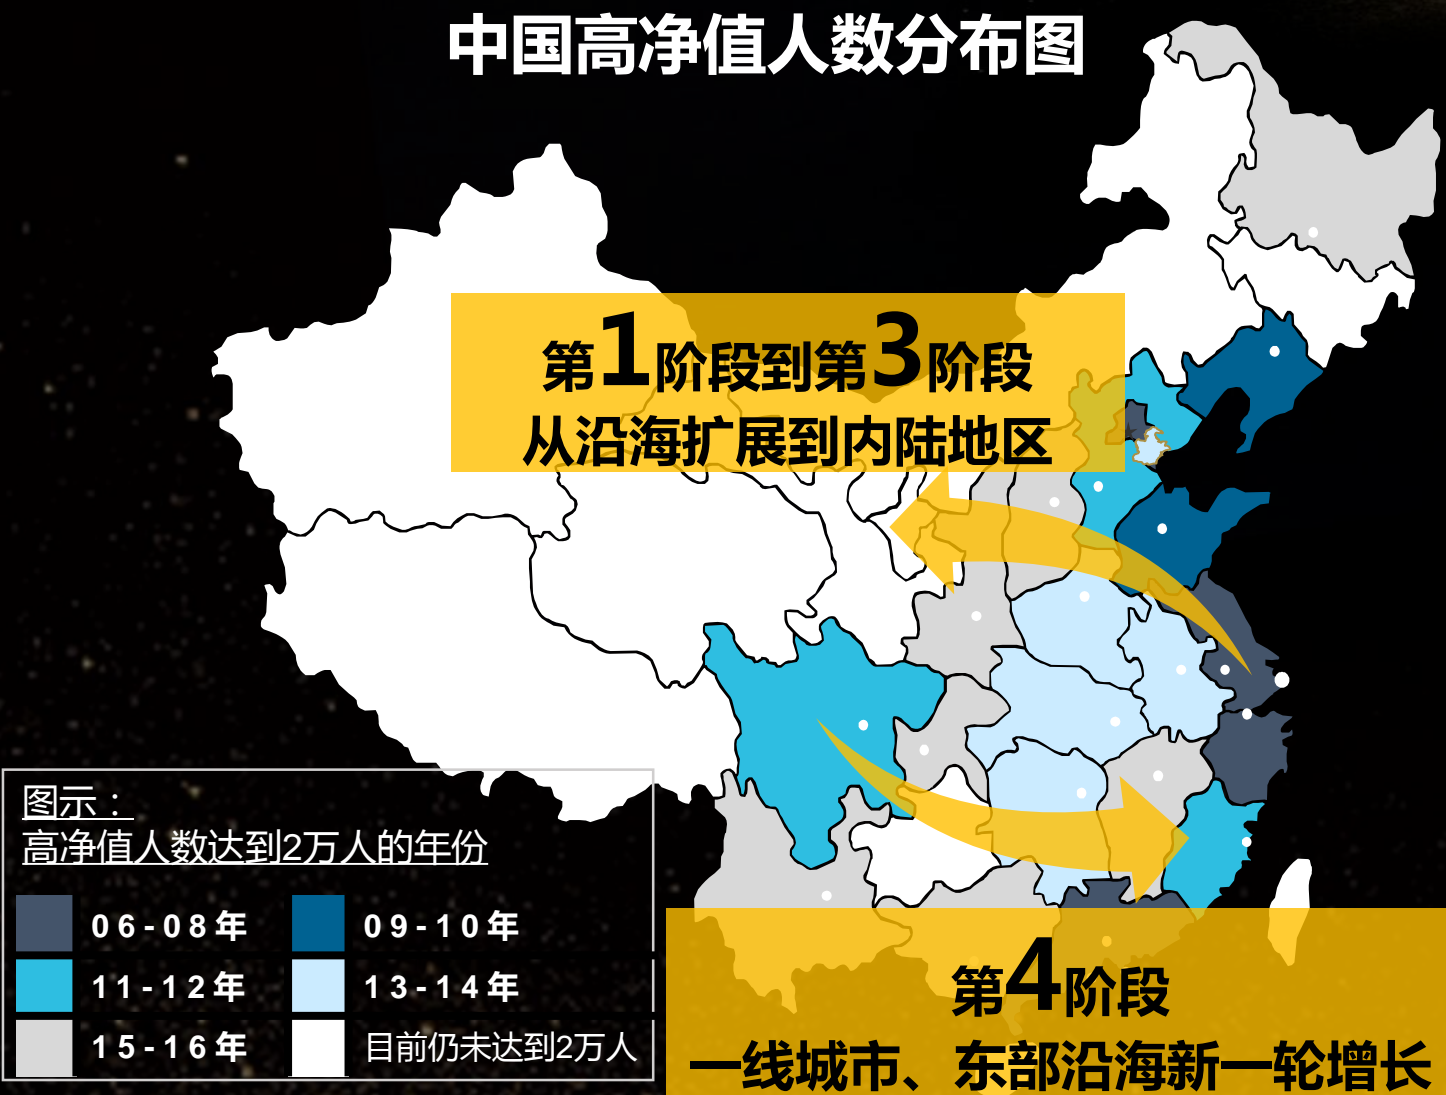 中国高净值人数分布图
第1阶段到第3阶段
从沿海扩展到内陆地区
图示：
高净值人数达到2万人的年份
06-08年
09-10年
11-12年
13-14年
15-16年
目前仍未达到2万人
第4阶段
一线城市、东部沿海新一轮增长